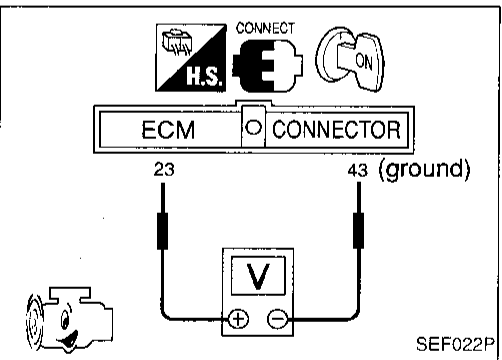 CONNECT
H.S.
ON
ECM CONNECTOR
23 43 (ground)
V
+ -
SEF022P